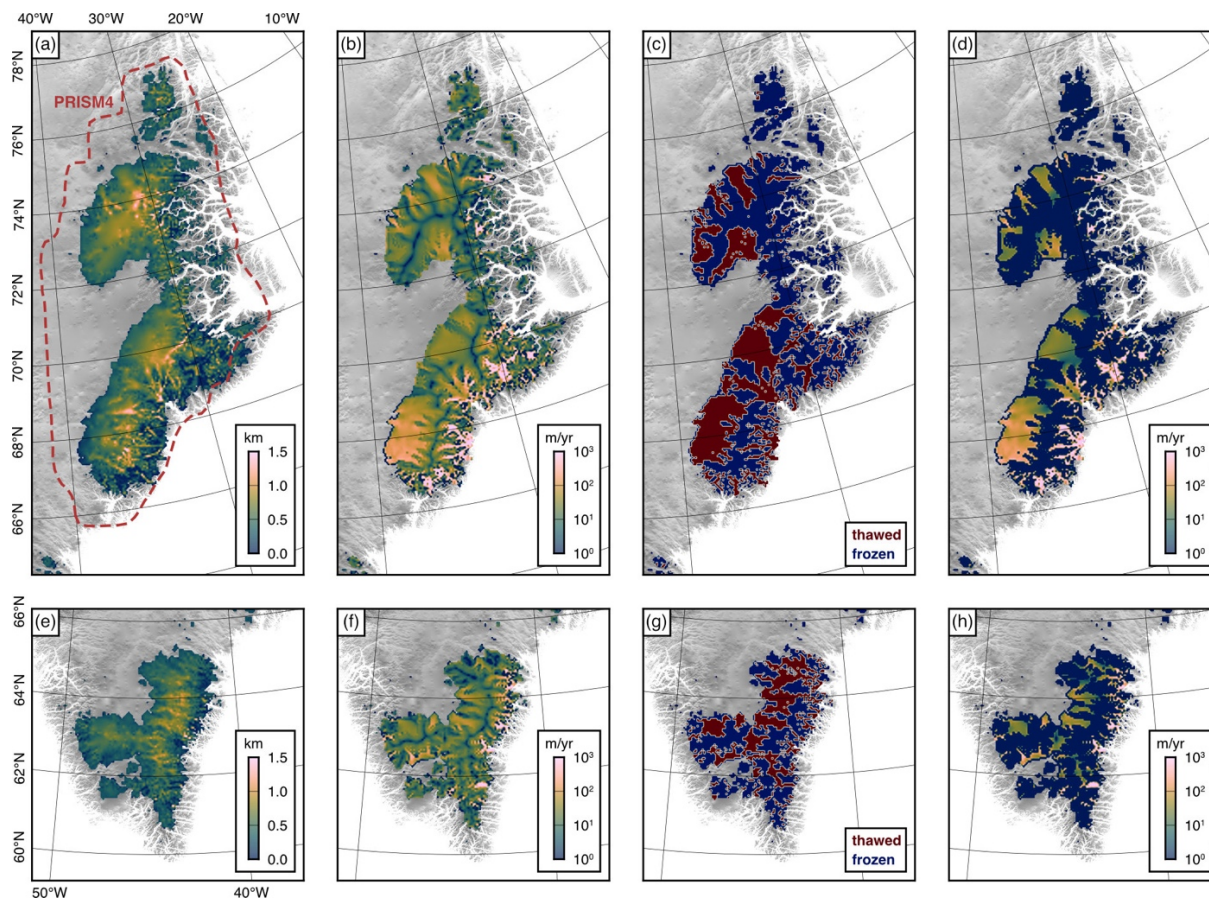 40°W 30°W 20°W 10°W
(a) (b) (c) (d)
78°N
PRISM4
76°N
74°N
72°N
70°N
68°N
66°N
km
1.5
1.0
0.5
0.0
m/yr
10³
10²
10¹
10⁰
thawed
frozen
m/yr
10³
10²
10¹
10⁰
66°N
(e) (f) (g) (h)
64°N
62°N
60°N
km
1.5
1.0
0.5
0.0
m/yr
10³
10²
10¹
10⁰
thawed
frozen
m/yr
10³
10²
10¹
10⁰
50°W 40°W